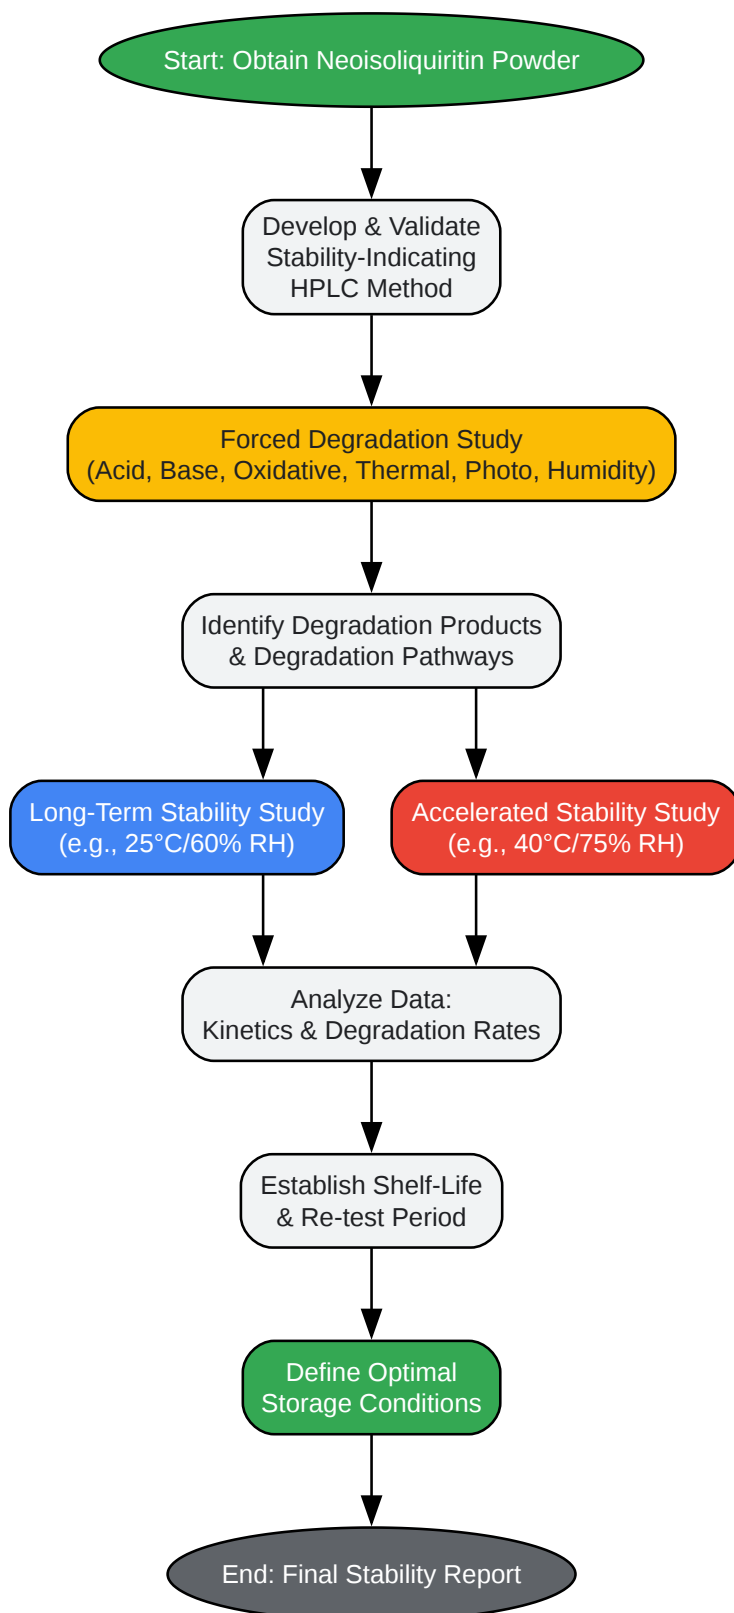 Start: Obtain Neoisoliquiritin Powder
Develop & Validate
Stability-Indicating
HPLC Method
Forced Degradation Study
(Acid, Base, Oxidative, Thermal, Photo, Humidity)
Identify Degradation Products
& Degradation Pathways
Long-Term Stability Study
(e.g., 25°C/60% RH)
Accelerated Stability Study
(e.g., 40°C/75% RH)
Analyze Data:
Kinetics & Degradation Rates
Establish Shelf-Life
& Re-test Period
Define Optimal
Storage Conditions
End: Final Stability Report